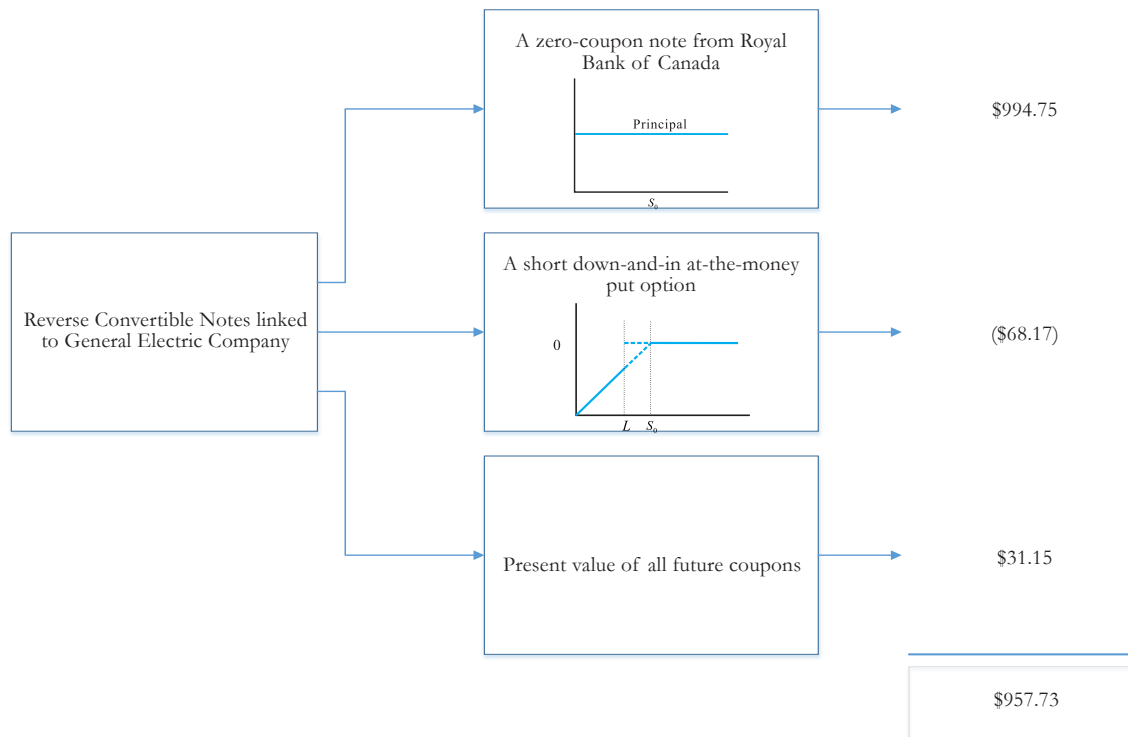 A zero-coupon note from Royal
Bank of Canada
Principal
S₀
$994.75
Reverse Convertible Notes linked
to General Electric Company
A short down-and-in at-the-money
put option
0
L S₀
($68.17)
Present value of all future coupons
$31.15
$957.73